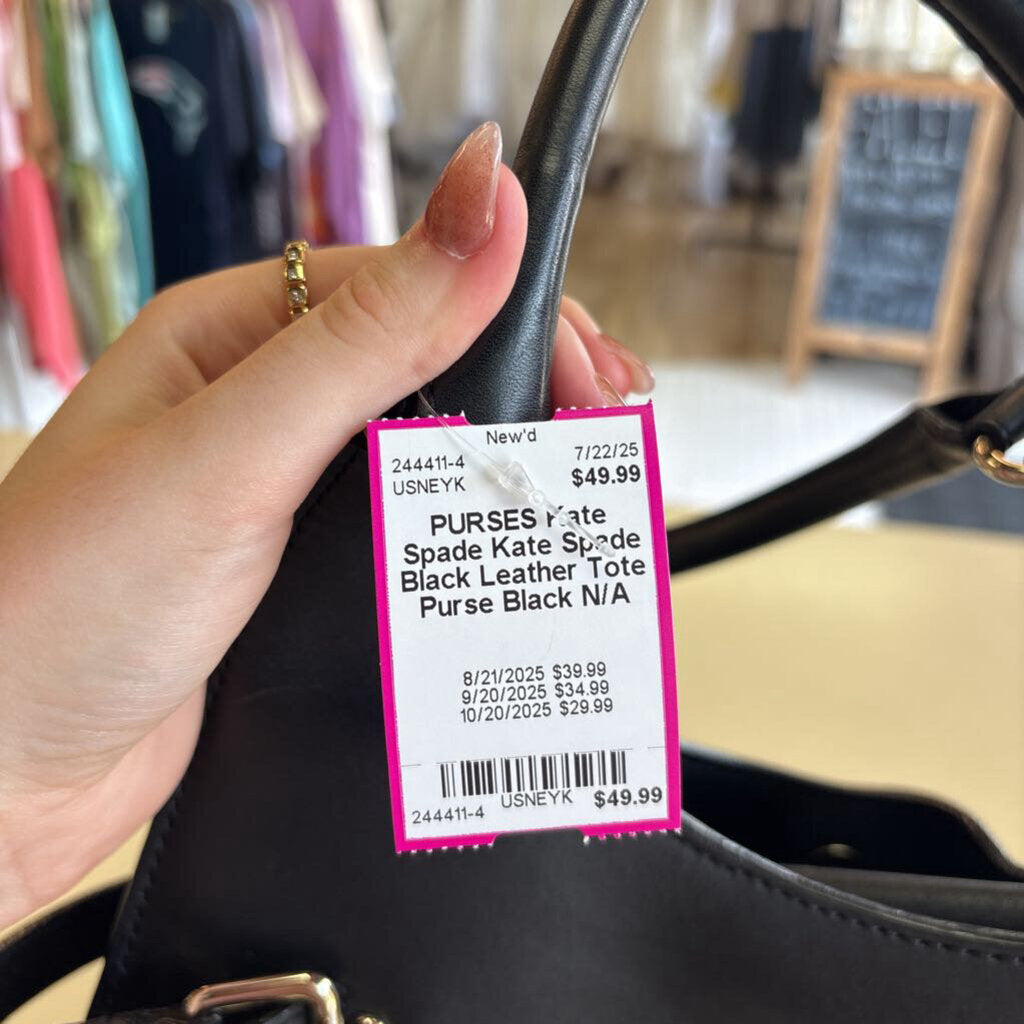 New'd
244411-4 7/22/25
USNEYK $49.99
PURSES Kate
Spade Kate Spade
Black Leather Tote
Purse Black N/A
8/21/2025 $39.99
9/20/2025 $34.99
10/20/2025 $29.99
244411-4 USNEYK $49.99